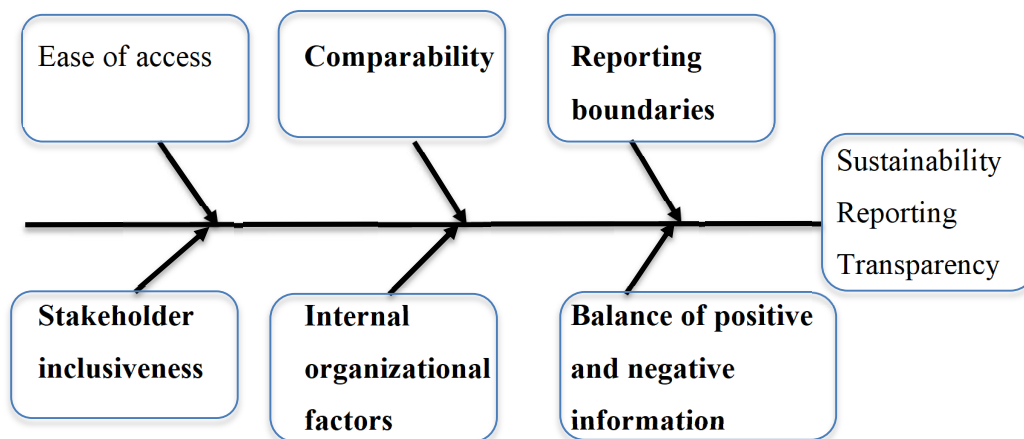 Ease of access
Comparability
Reporting
boundaries
Sustainability
Reporting
Transparency
Stakeholder
inclusiveness
Internal
organizational
factors
Balance of positive
and negative
information